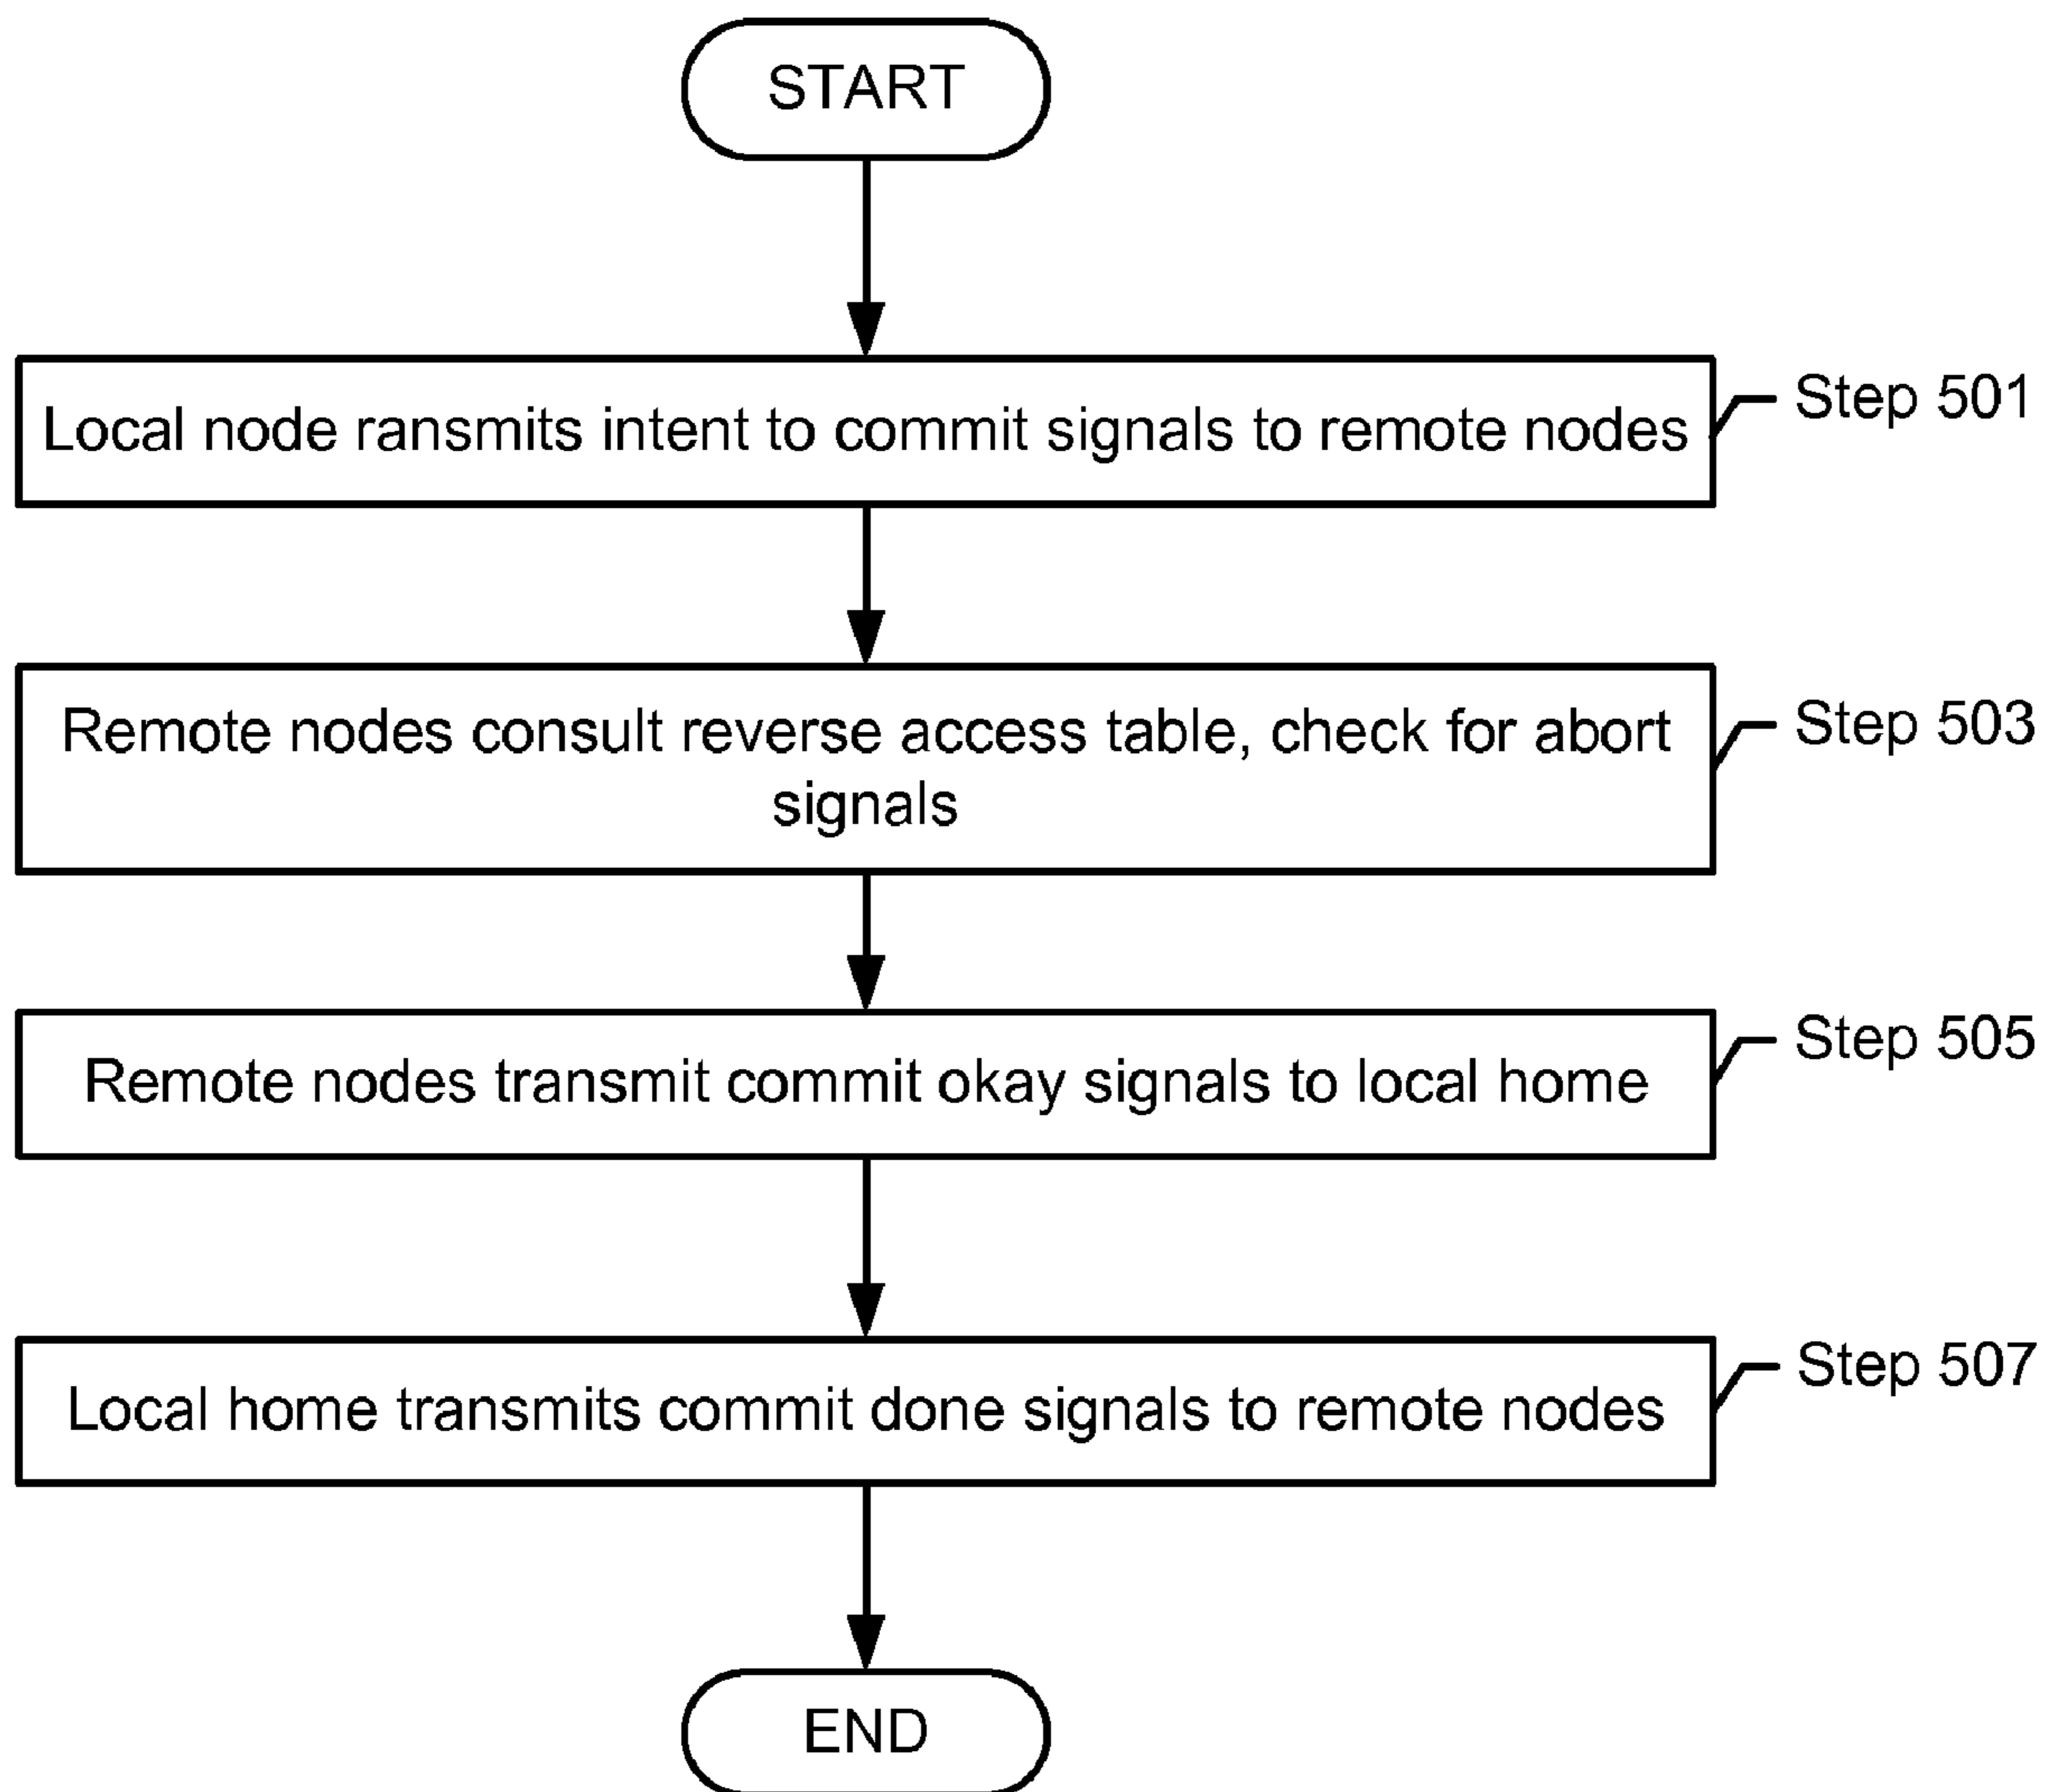 START
Local node ransmits intent to commit signals to remote nodes
Step 501
Remote nodes consult reverse access table, check for abort
signals
Step 503
Remote nodes transmit commit okay signals to local home
Step 505
Local home transmits commit done signals to remote nodes
Step 507
END